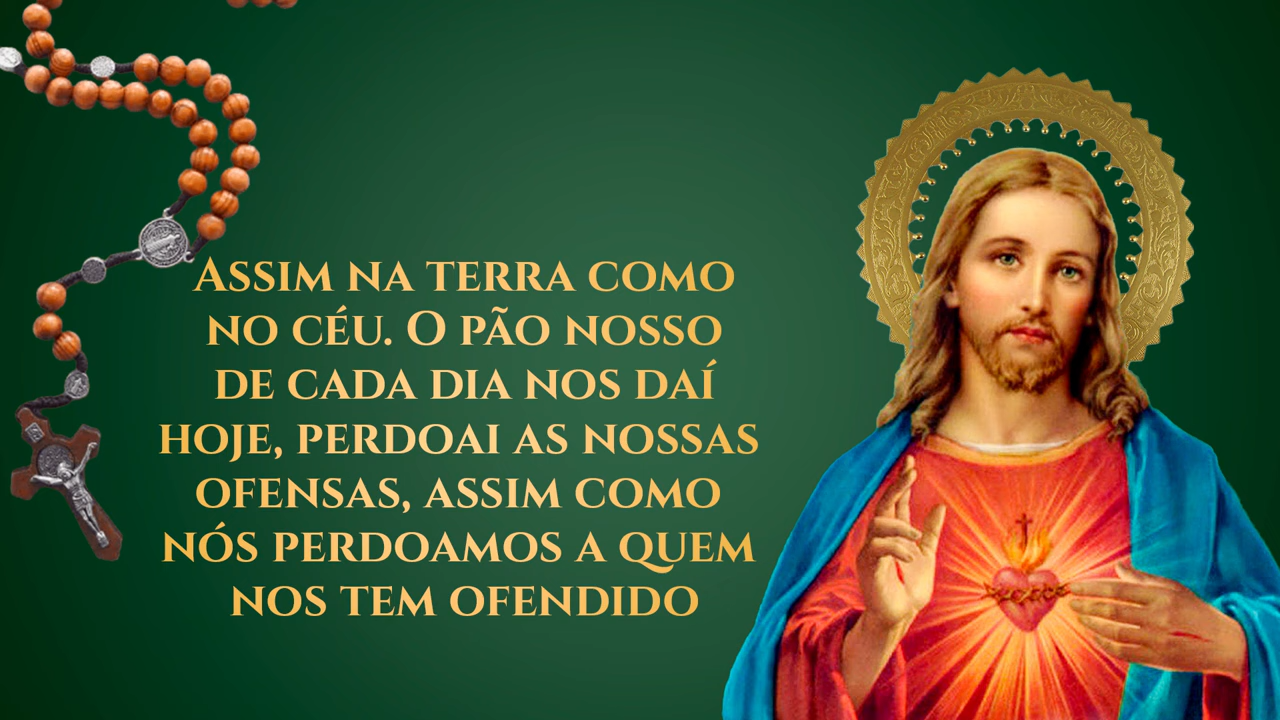 Assim na terra como
no céu. O pão nosso
de cada dia nos daí
hoje, perdoai as nossas
ofensas, assim como
nós perdoamos a quem
nos tem ofendido